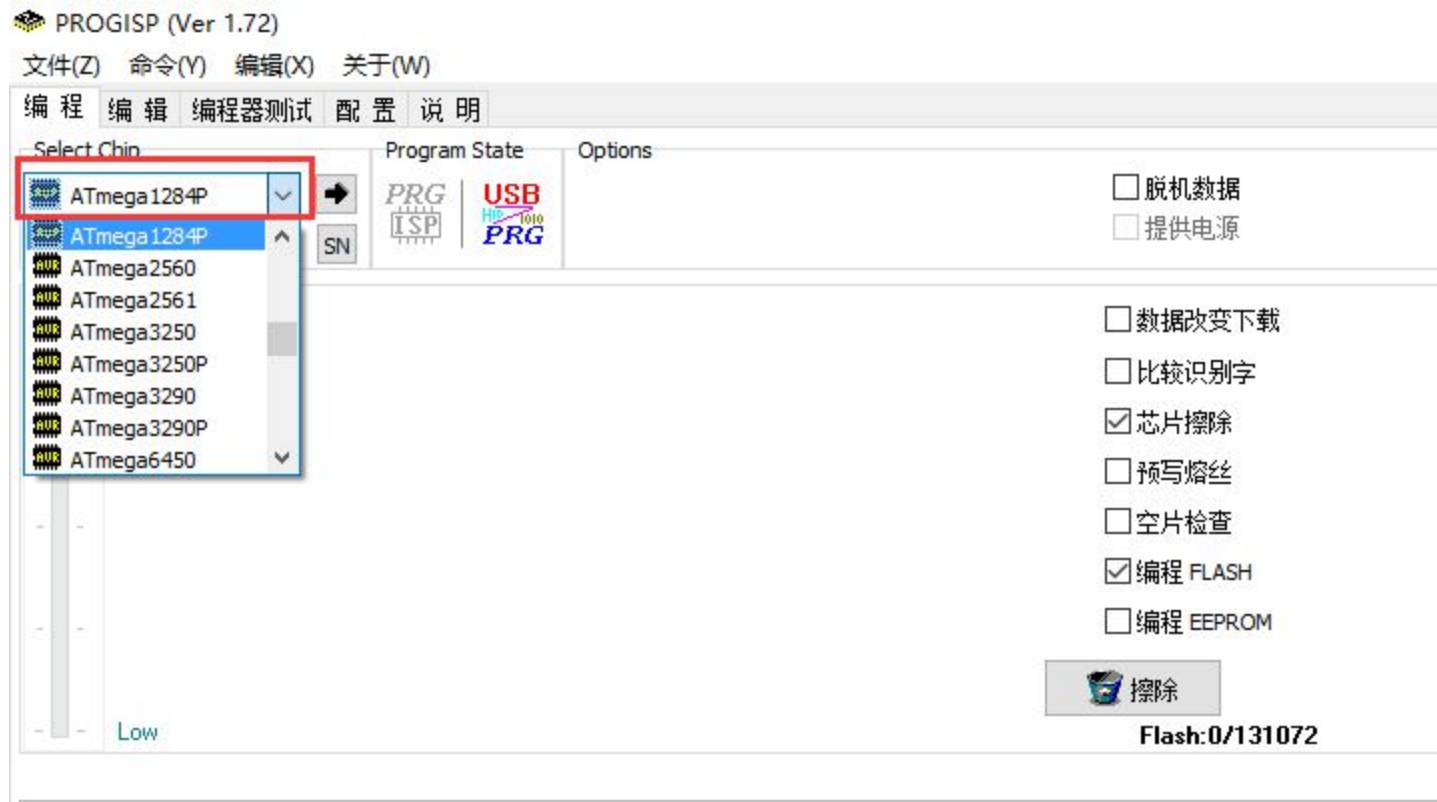 PROGISP (Ver 1.72)
文件(Z) 命令(Y) 编辑(X) 关于(W)
编 程 编 辑 编程器测试 配 置 说 明
Select Chip Program State Options
ATmega1284P
PRG
ISP
USB
HID 1010
PRG
脱机数据
SN
提供电源
ATmega1284P
ATmega2560
ATmega2561
ATmega3250
ATmega3250P
ATmega3290
ATmega3290P
ATmega6450
数据改变下载
比较识别字
芯片擦除
预写熔丝
空片检查
编程 FLASH
编程 EEPROM
擦除
Low
Flash:0/131072